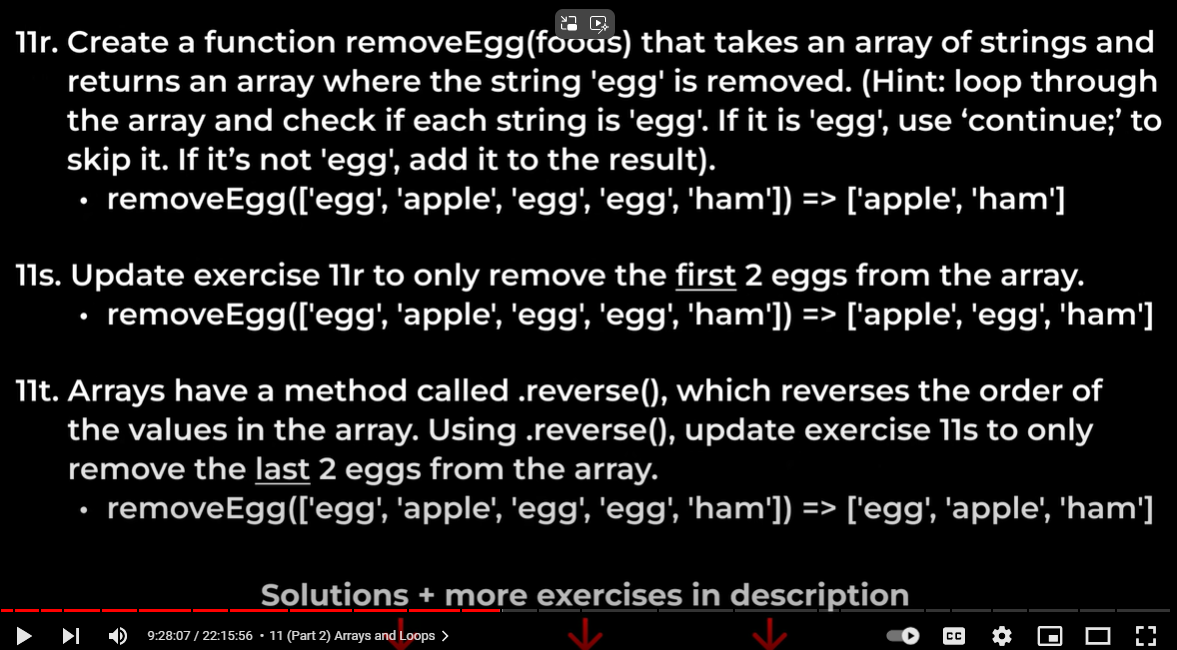 11r. Create a function removeEgg(foods) that takes an array of strings and
returns an array where the string 'egg' is removed. (Hint: loop through
the array and check if each string is 'egg'. If it is 'egg', use ‘continue;’ to
skip it. If it’s not 'egg', add it to the result).
• removeEgg(['egg', 'apple', 'egg', 'egg', 'ham']) => ['apple', 'ham']
11s. Update exercise 11r to only remove the first 2 eggs from the array.
• removeEgg(['egg', 'apple', 'egg', 'egg', 'ham']) => ['apple', 'egg', 'ham']
11t. Arrays have a method called .reverse(), which reverses the order of
the values in the array. Using .reverse(), update exercise 11s to only
remove the last 2 eggs from the array.
• removeEgg(['egg', 'apple', 'egg', 'egg', 'ham']) => ['egg', 'apple', 'ham']
Solutions + more exercises in description
9:28:07 / 22:15:56 • 11 (Part 2) Arrays and Loops
CC